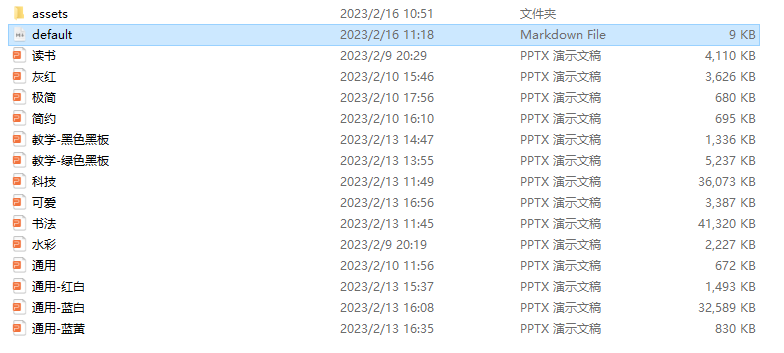 assets 2023/2/16 10:51 文件夹
default 2023/2/16 11:18 Markdown File 9 KB
读书 2023/2/9 20:29 PPTX 演示文稿 4,110 KB
灰红 2023/2/10 15:46 PPTX 演示文稿 3,626 KB
极简 2023/2/10 17:56 PPTX 演示文稿 680 KB
简约 2023/2/10 16:10 PPTX 演示文稿 695 KB
教学-黑色黑板 2023/2/13 14:47 PPTX 演示文稿 1,336 KB
教学-绿色黑板 2023/2/13 13:55 PPTX 演示文稿 5,237 KB
科技 2023/2/13 11:49 PPTX 演示文稿 36,073 KB
可爱 2023/2/13 16:56 PPTX 演示文稿 3,387 KB
书法 2023/2/13 11:45 PPTX 演示文稿 41,320 KB
水彩 2023/2/9 20:19 PPTX 演示文稿 2,227 KB
通用 2023/2/10 11:56 PPTX 演示文稿 672 KB
通用-红白 2023/2/13 15:37 PPTX 演示文稿 1,493 KB
通用-蓝白 2023/2/13 16:08 PPTX 演示文稿 32,589 KB
通用-蓝黄 2023/2/13 16:35 PPTX 演示文稿 830 KB